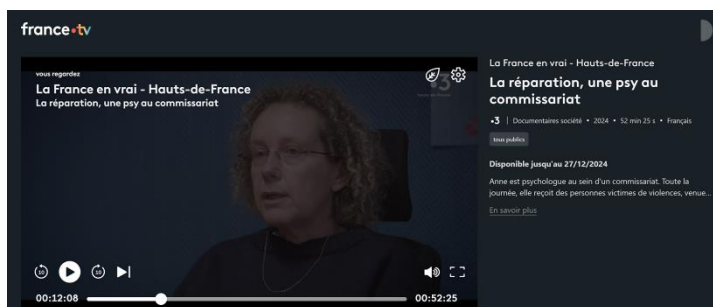 france•tv
vous regardez
La France en vrai - Hauts-de-France
La réparation, une psy au commissariat
10
10
00:12:08
00:52:25
La France en vrai - Hauts-de-France
La réparation, une psy au
commissariat
•3 | Documentaires société • 2024 • 52 min 25 s • Français
tous publics
Disponible jusqu'au 27/12/2024
Anne est psychologue au sein d'un commissariat. Toute la
journée, elle reçoit des personnes victimes de violences, venue...
En savoir plus